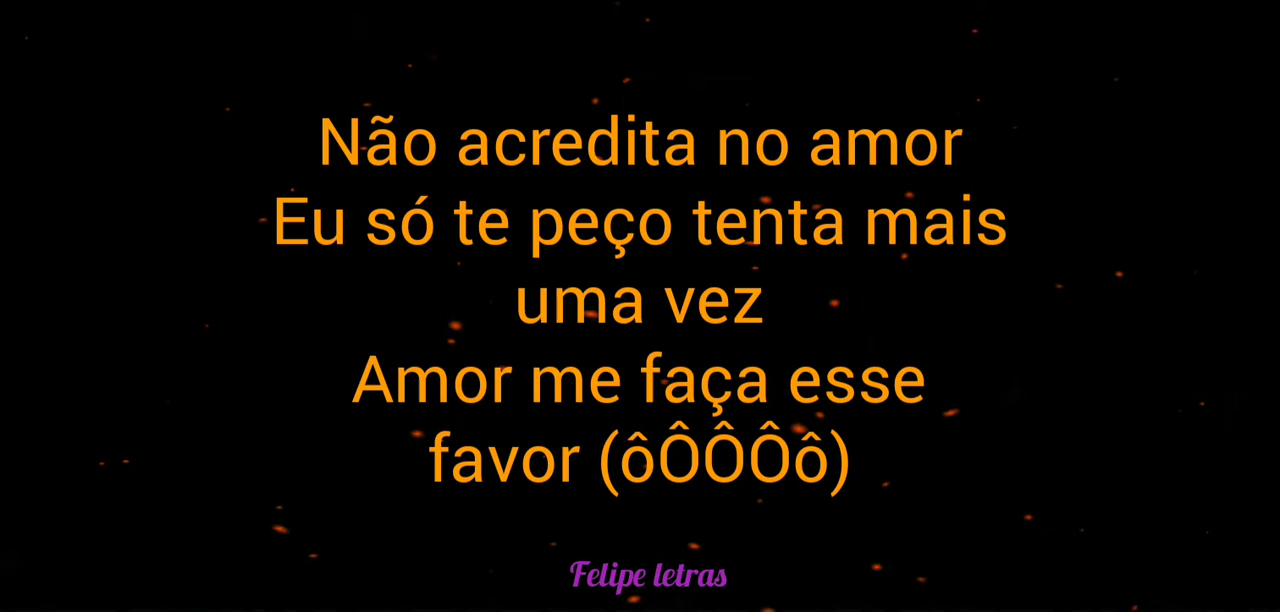 Não acredita no amor
Eu só te peço tenta mais
uma vez
Amor me faça esse
favor (ôÔÔÔô)
Felipe letras